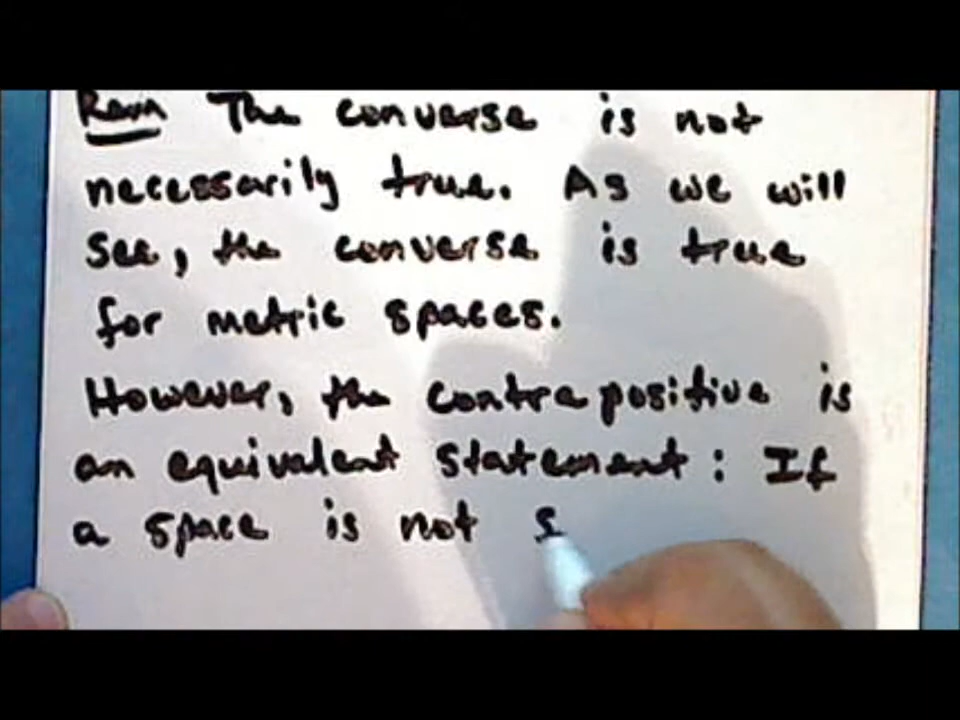 Rem The converse is not
necessarily true. As we will
see, the converse is true
for metric spaces.
However, the contrapositive is
an equivalent statement: If
a space is not s